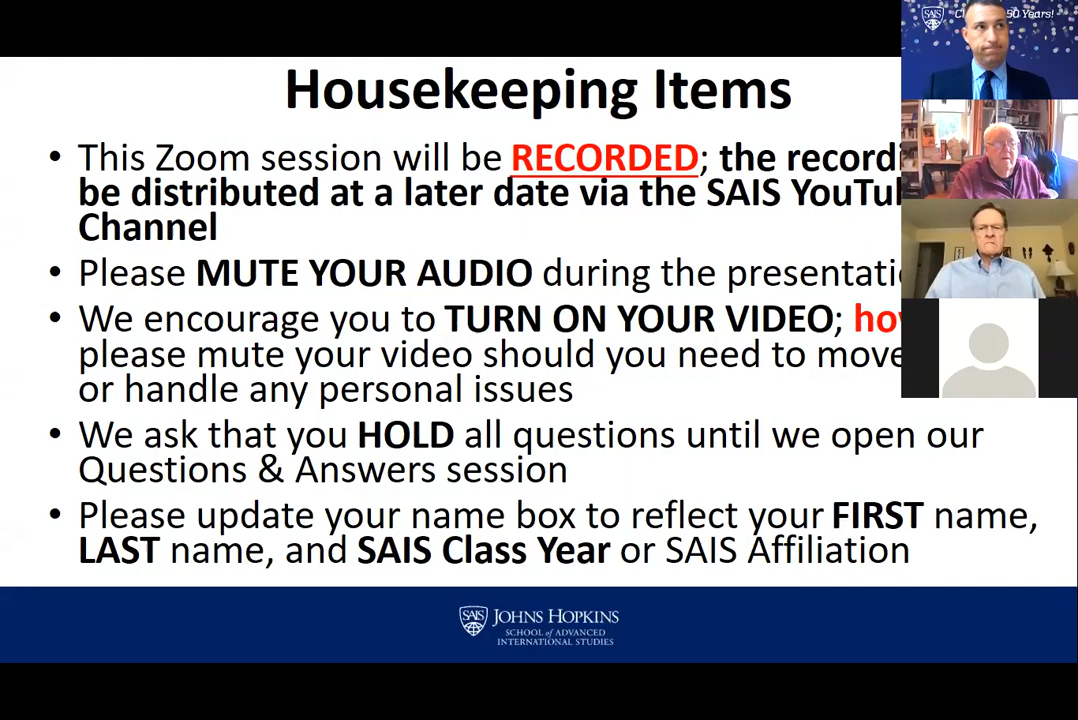 Housekeeping Items
• This Zoom session will be RECORDED; the
be distributed at a later date via the SAIS
Channel
• Please MUTE YOUR AUDIO during the
• We encourage you to TURN ON YOUR VIDEO;
please mute your video should you need to move
or handle any personal issues
• We ask that you HOLD all questions until we open our
Questions & Answers session
• Please update your name box to reflect your FIRST name,
LAST name, and SAIS Class Year or SAIS Affiliation
SAIS
50 Years!
SAIS JOHNS HOPKINS
SCHOOL of ADVANCED
INTERNATIONAL STUDIES